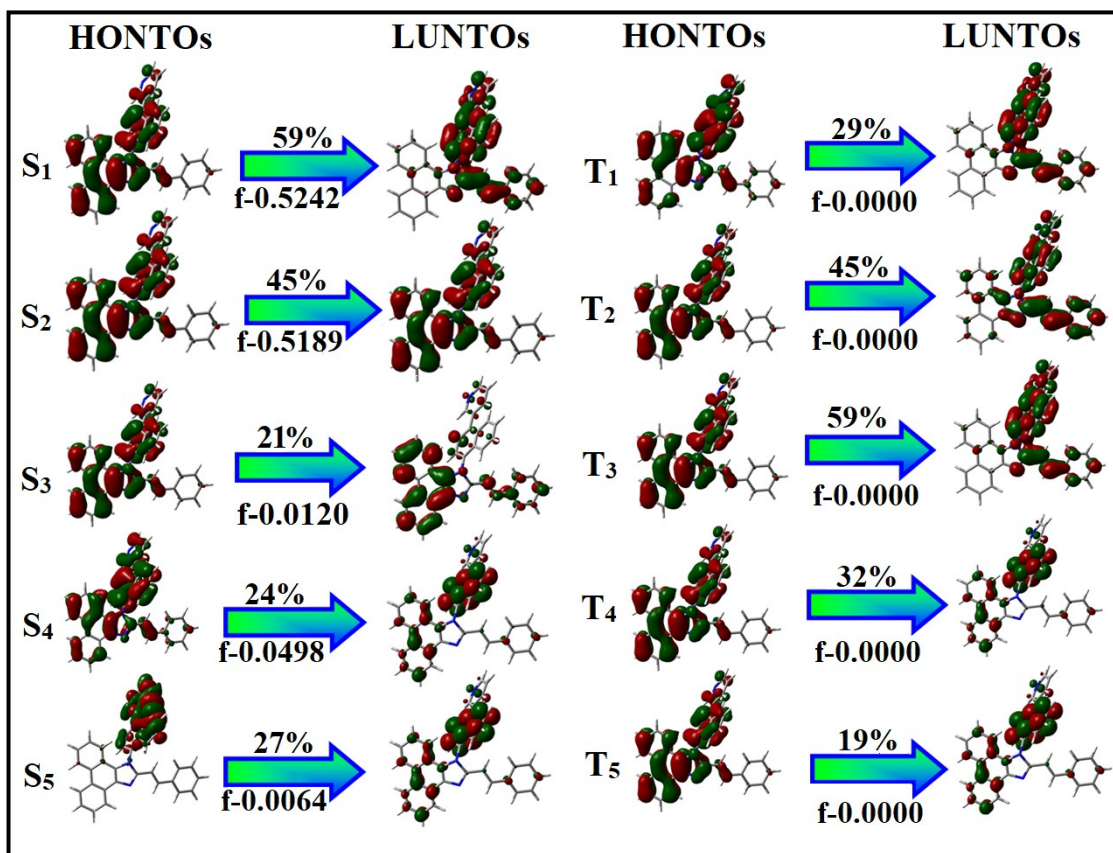 HONTOs LUNTOs HONTOs LUNTOs
S1 59% f-0.5242 T1 29% f-0.0000
S2 45% f-0.5189 T2 45% f-0.0000
S3 21% f-0.0120 T3 59% f-0.0000
S4 24% f-0.0498 T4 32% f-0.0000
S5 27% f-0.0064 T5 19% f-0.0000